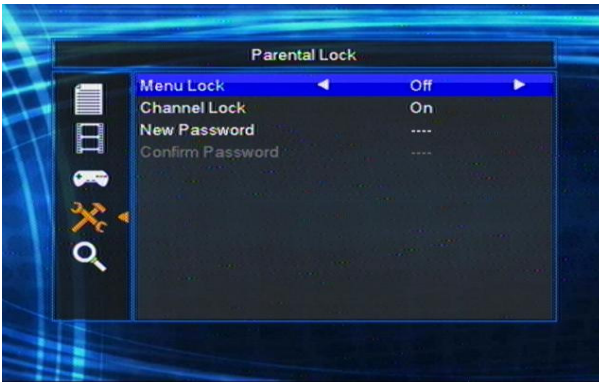 Parental Lock
Menu Lock Off
Channel Lock On
New Password ----
Confirm Password ----